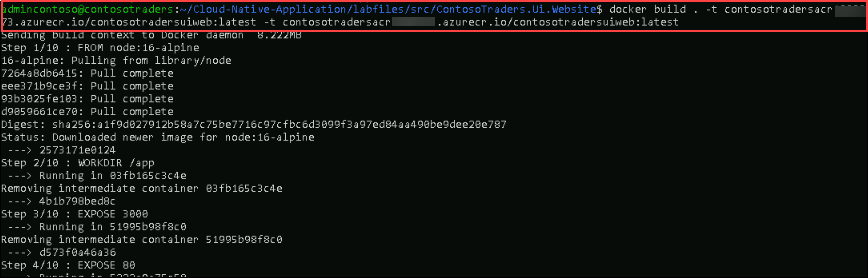 admincontoso@contosotraders:~/Cloud-Native-Application/labfiles/src/ContosoTraders.Ui.Website$ docker build . -t contosotradersacr
73.azurecr.io/contosotradersuiweb:latest -t contosotradersacr .azurecr.io/contosotradersuiweb:latest
Sending build context to Docker daemon 8.222MB
Step 1/10 : FROM node:16-alpine
16-alpine: Pulling from library/node
7264a8db6415: Pull complete
eee371b9ce3f: Pull complete
93b3025fe103: Pull complete
d9059661ce70: Pull complete
Digest: sha256:a1f9d027912b58a7c75be7716c97cfbc6d3099f3a97ed84aa490be9dee20e787
Status: Downloaded newer image for node:16-alpine
---> 2573171e0124
Step 2/10 : WORKDIR /app
---> Running in 03fb165c3c4e
Removing intermediate container 03fb165c3c4e
---> 4b1b798bed8c
Step 3/10 : EXPOSE 3000
---> Running in 51995b98f8c0
Removing intermediate container 51995b98f8c0
---> d573f0a46a36
Step 4/10 : EXPOSE 80
---> Running in